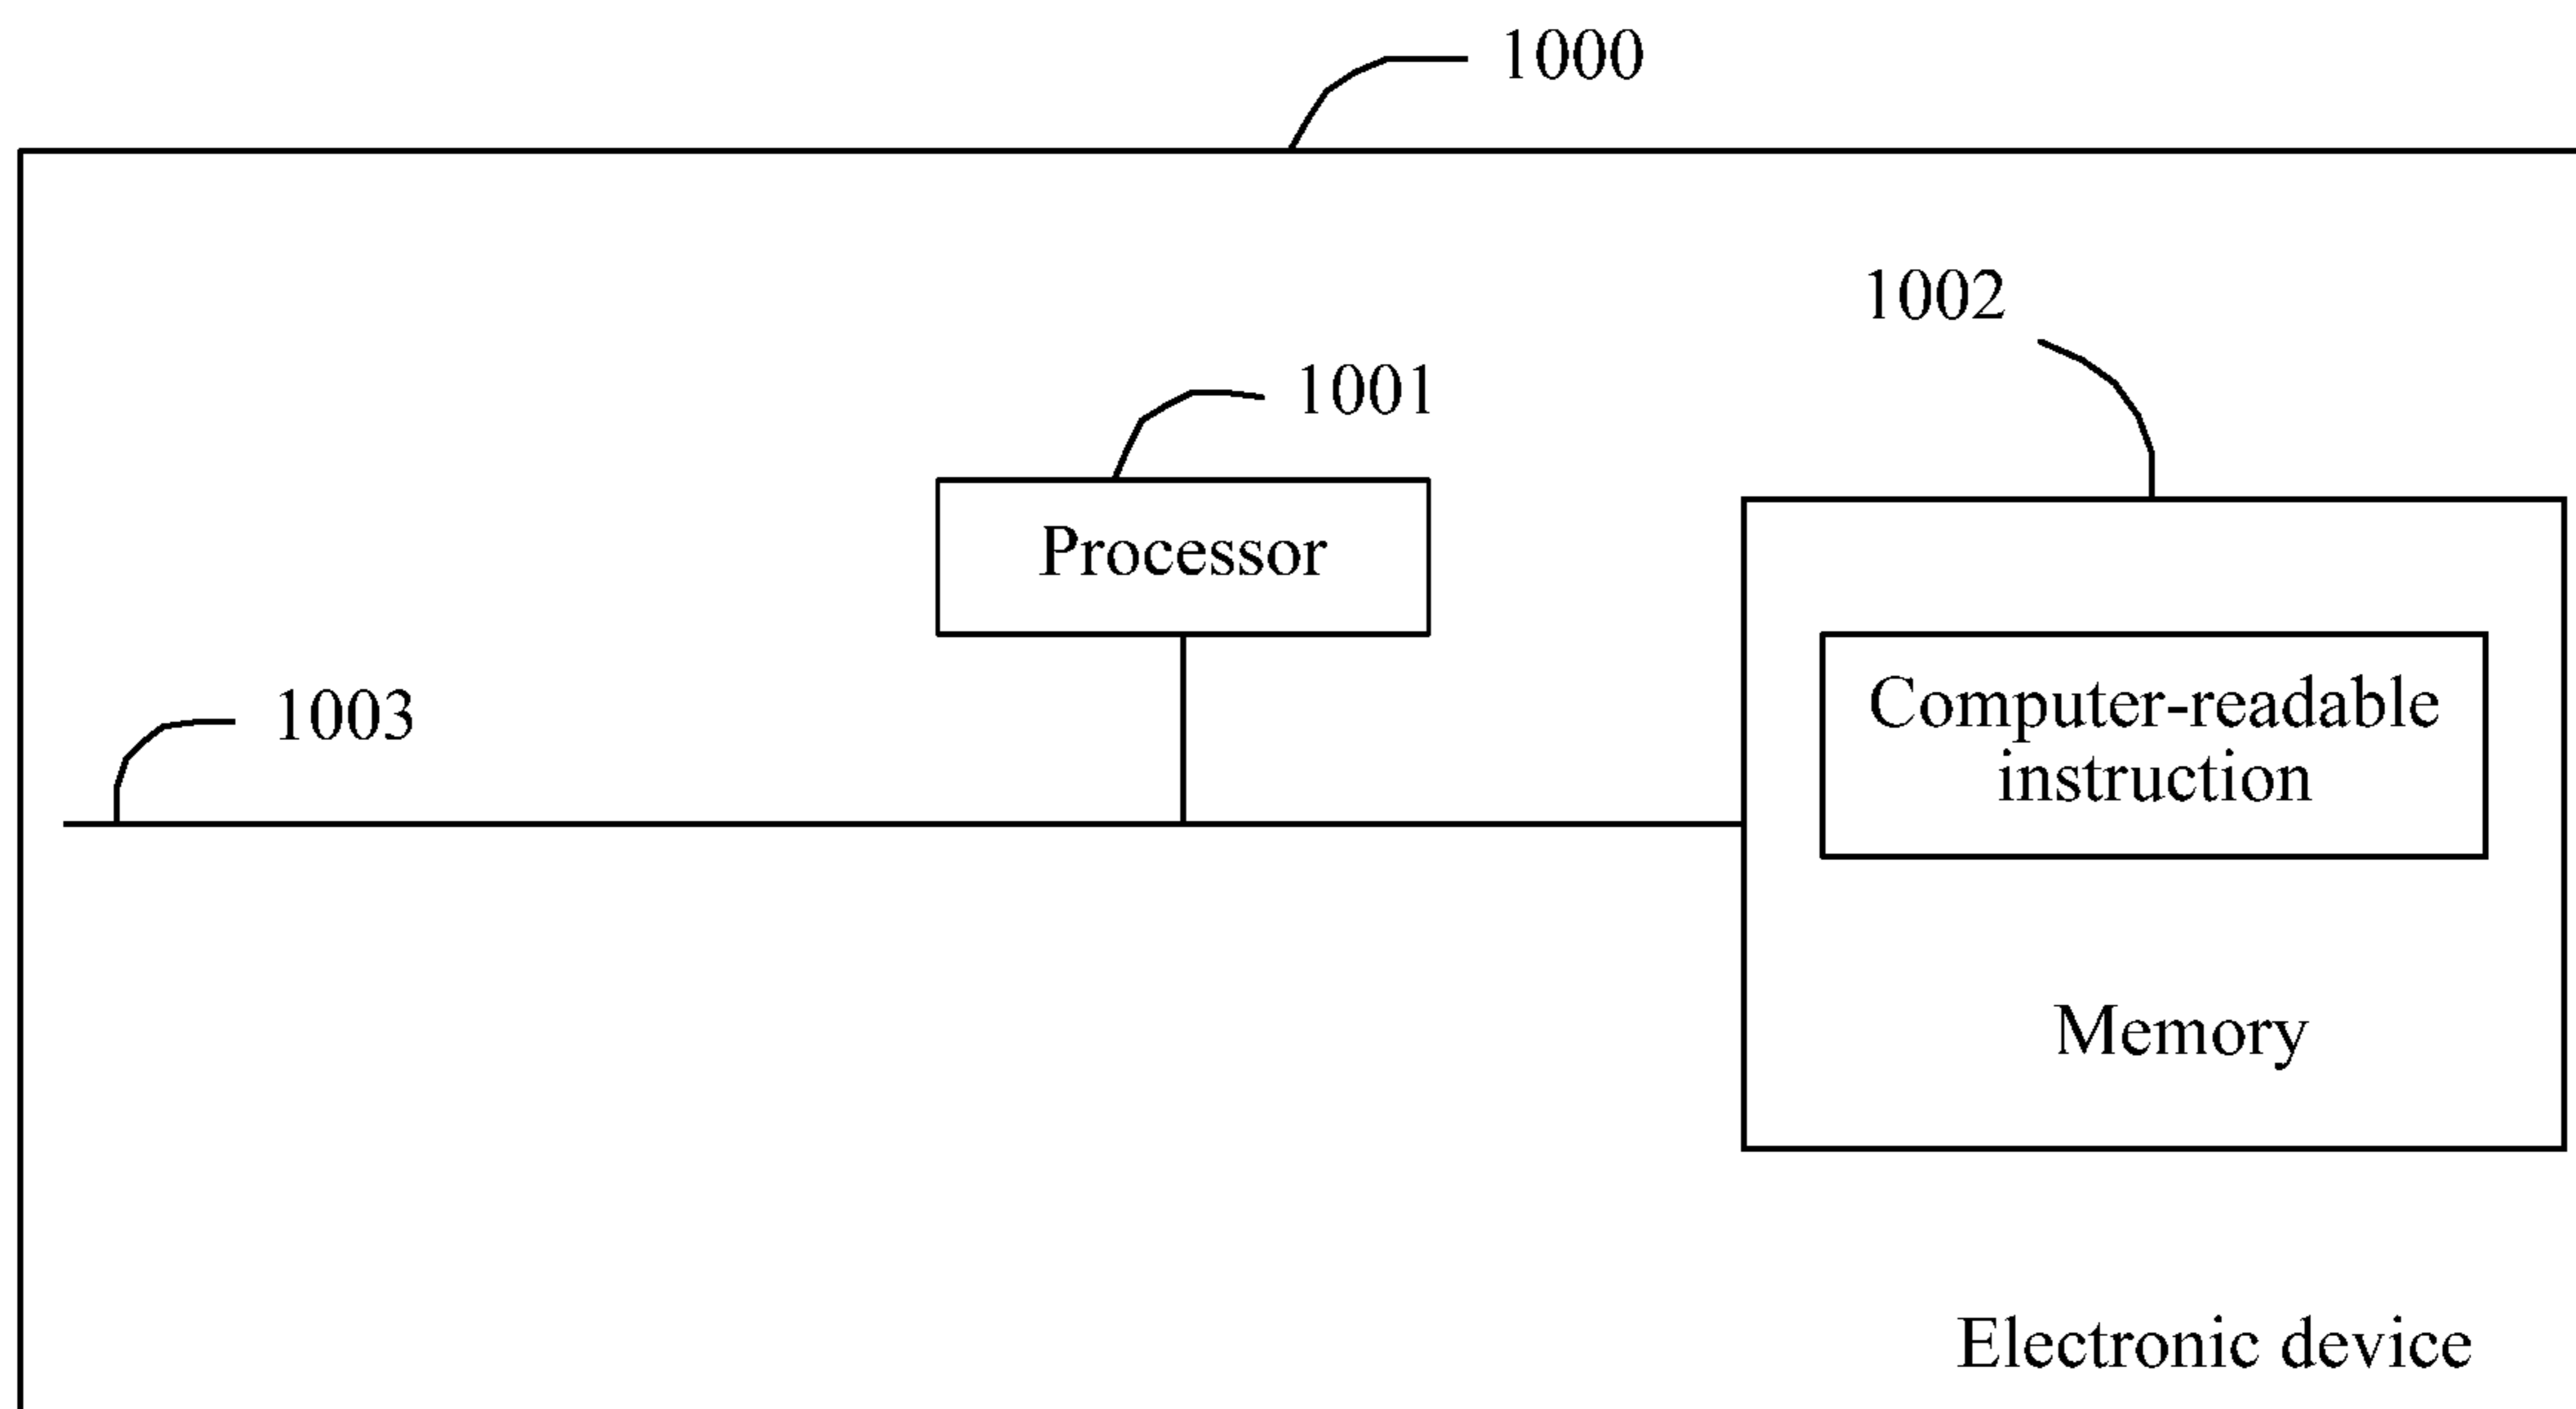 1000
1002
1001
Processor
Computer-readable
instruction
1003
Memory
Electronic device